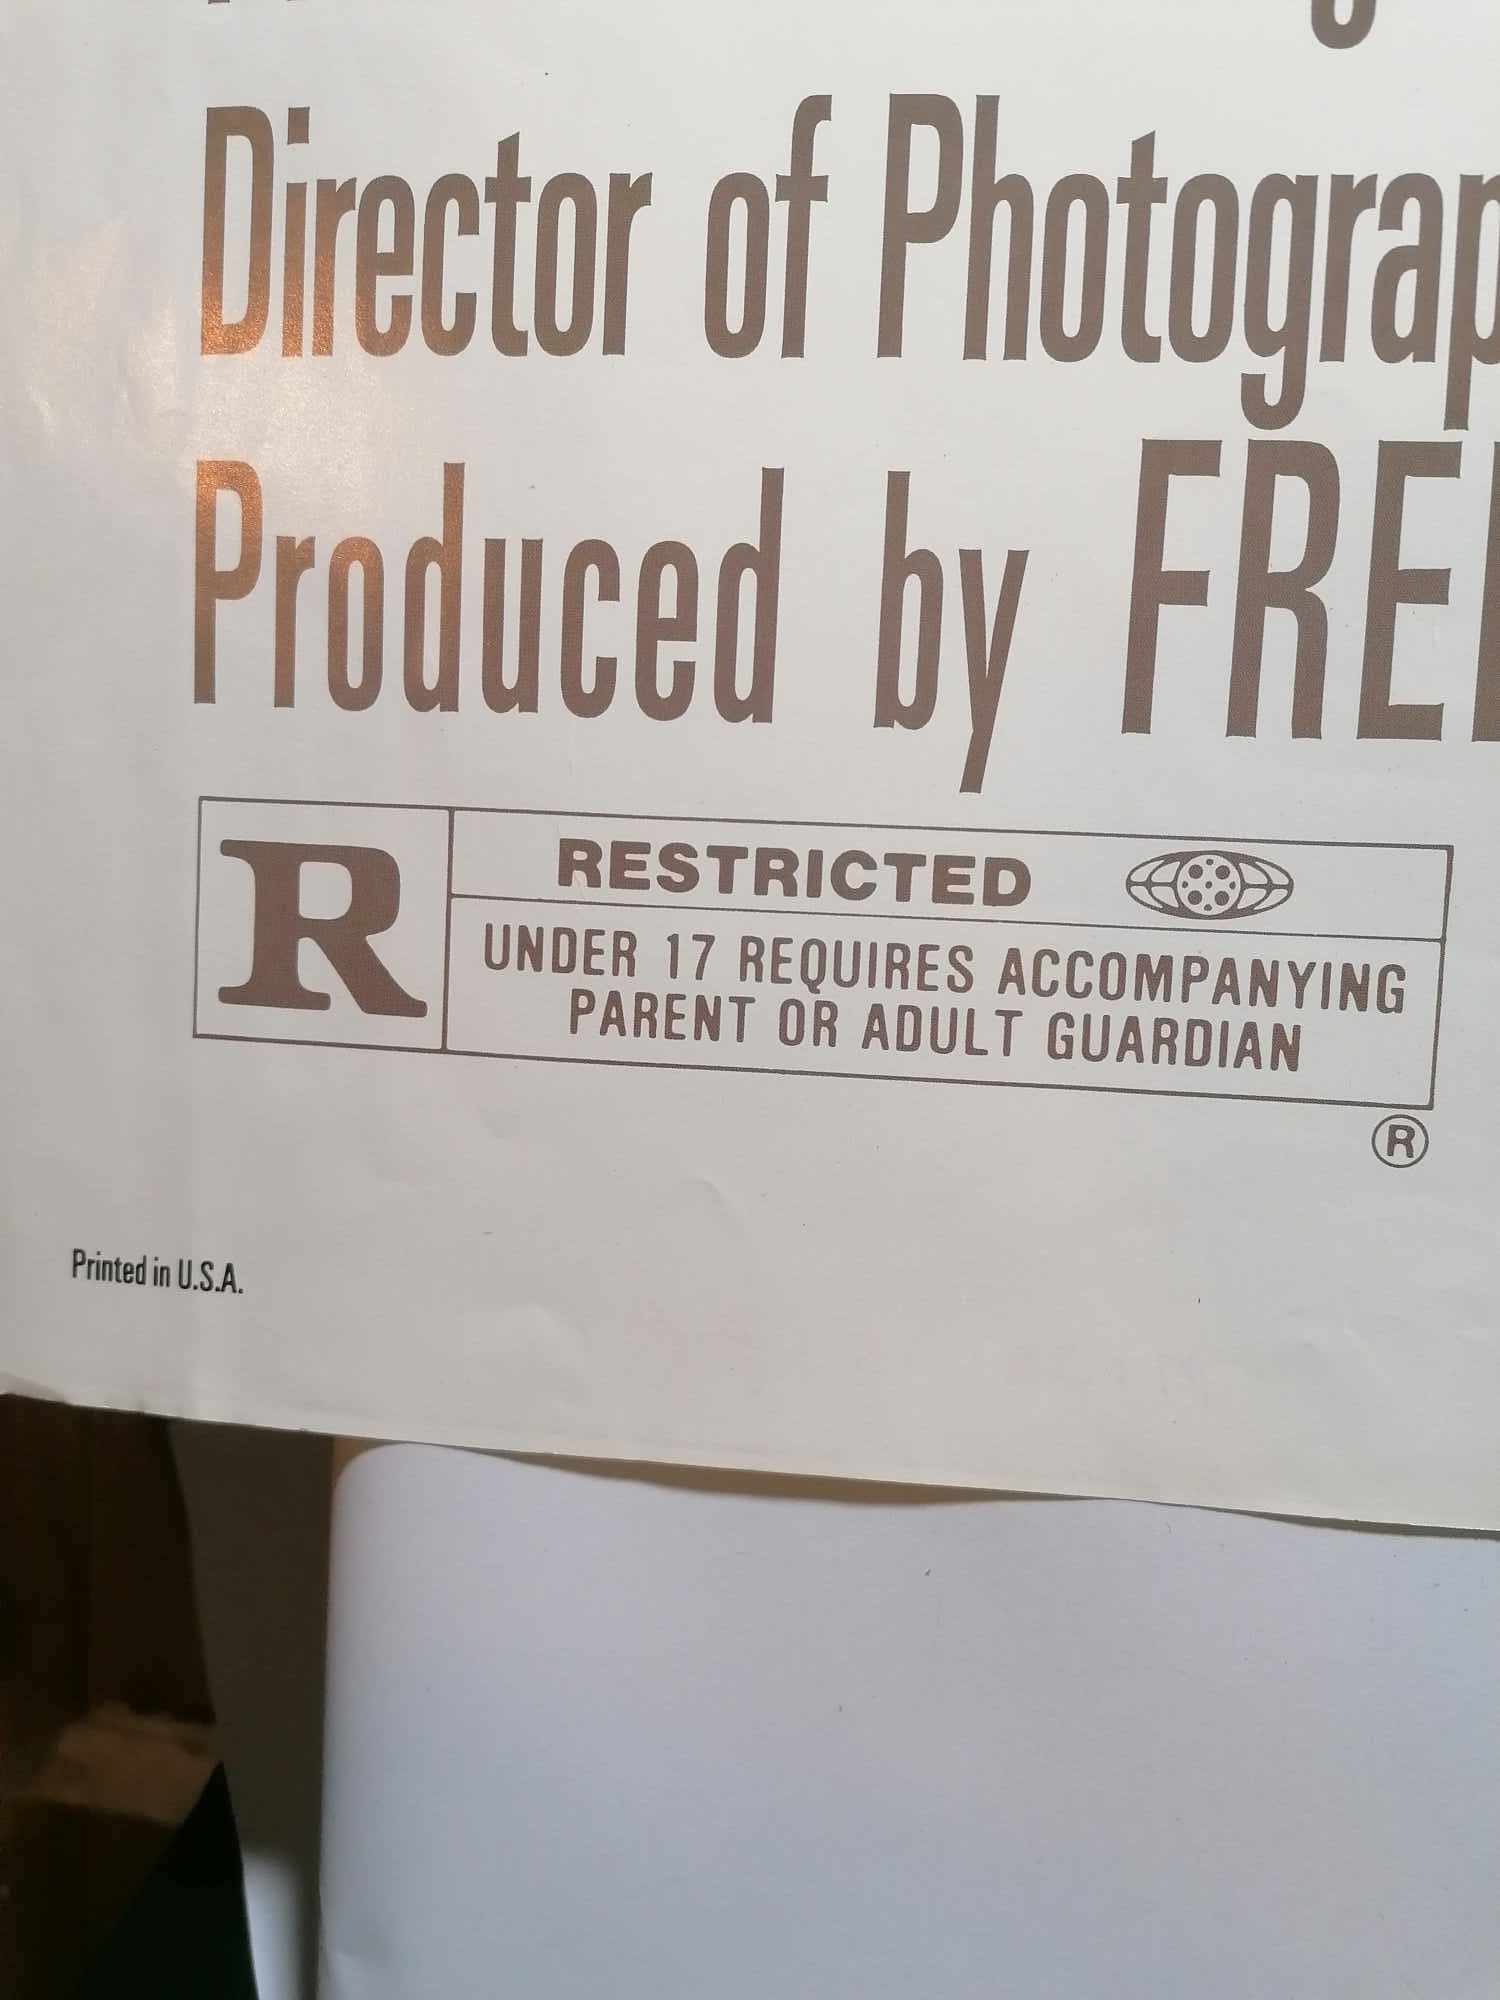 Director of Photograp
Produced by FRE
R
RESTRICTED
UNDER 17 REQUIRES ACCOMPANYING
PARENT OR ADULT GUARDIAN
®
Printed in U.S.A.